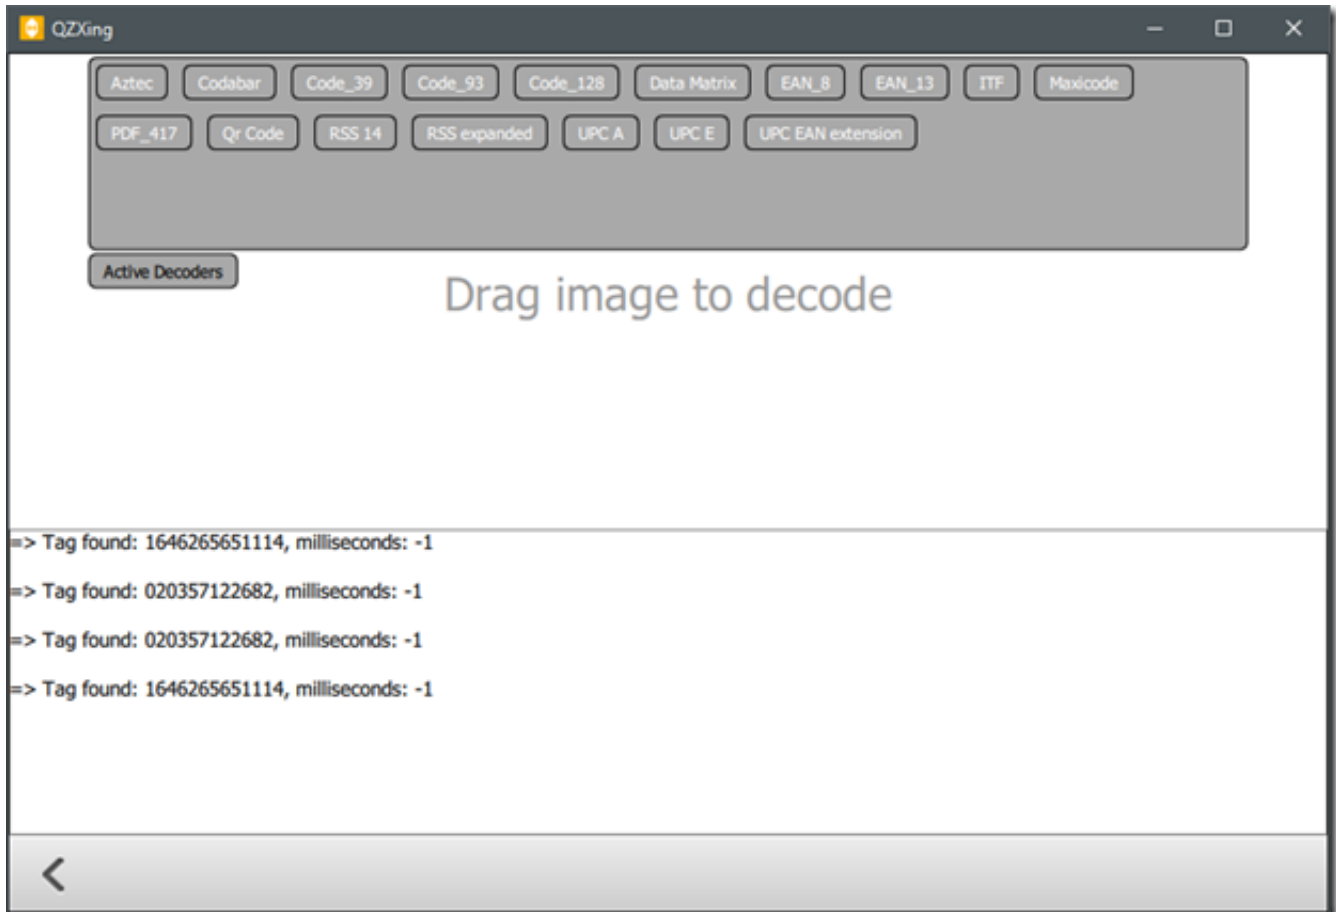 QZXing
Aztec Codabar Code_39 Code_93 Code_128 Data Matrix EAN_8 EAN_13 ITF Maxicode
PDF_417 Qr Code RSS 14 RSS expanded UPC A UPC E UPC EAN extension
Active Decoders
Drag image to decode
=> Tag found: 1646265651114, milliseconds: -1
=> Tag found: 020357122682, milliseconds: -1
=> Tag found: 020357122682, milliseconds: -1
=> Tag found: 1646265651114, milliseconds: -1